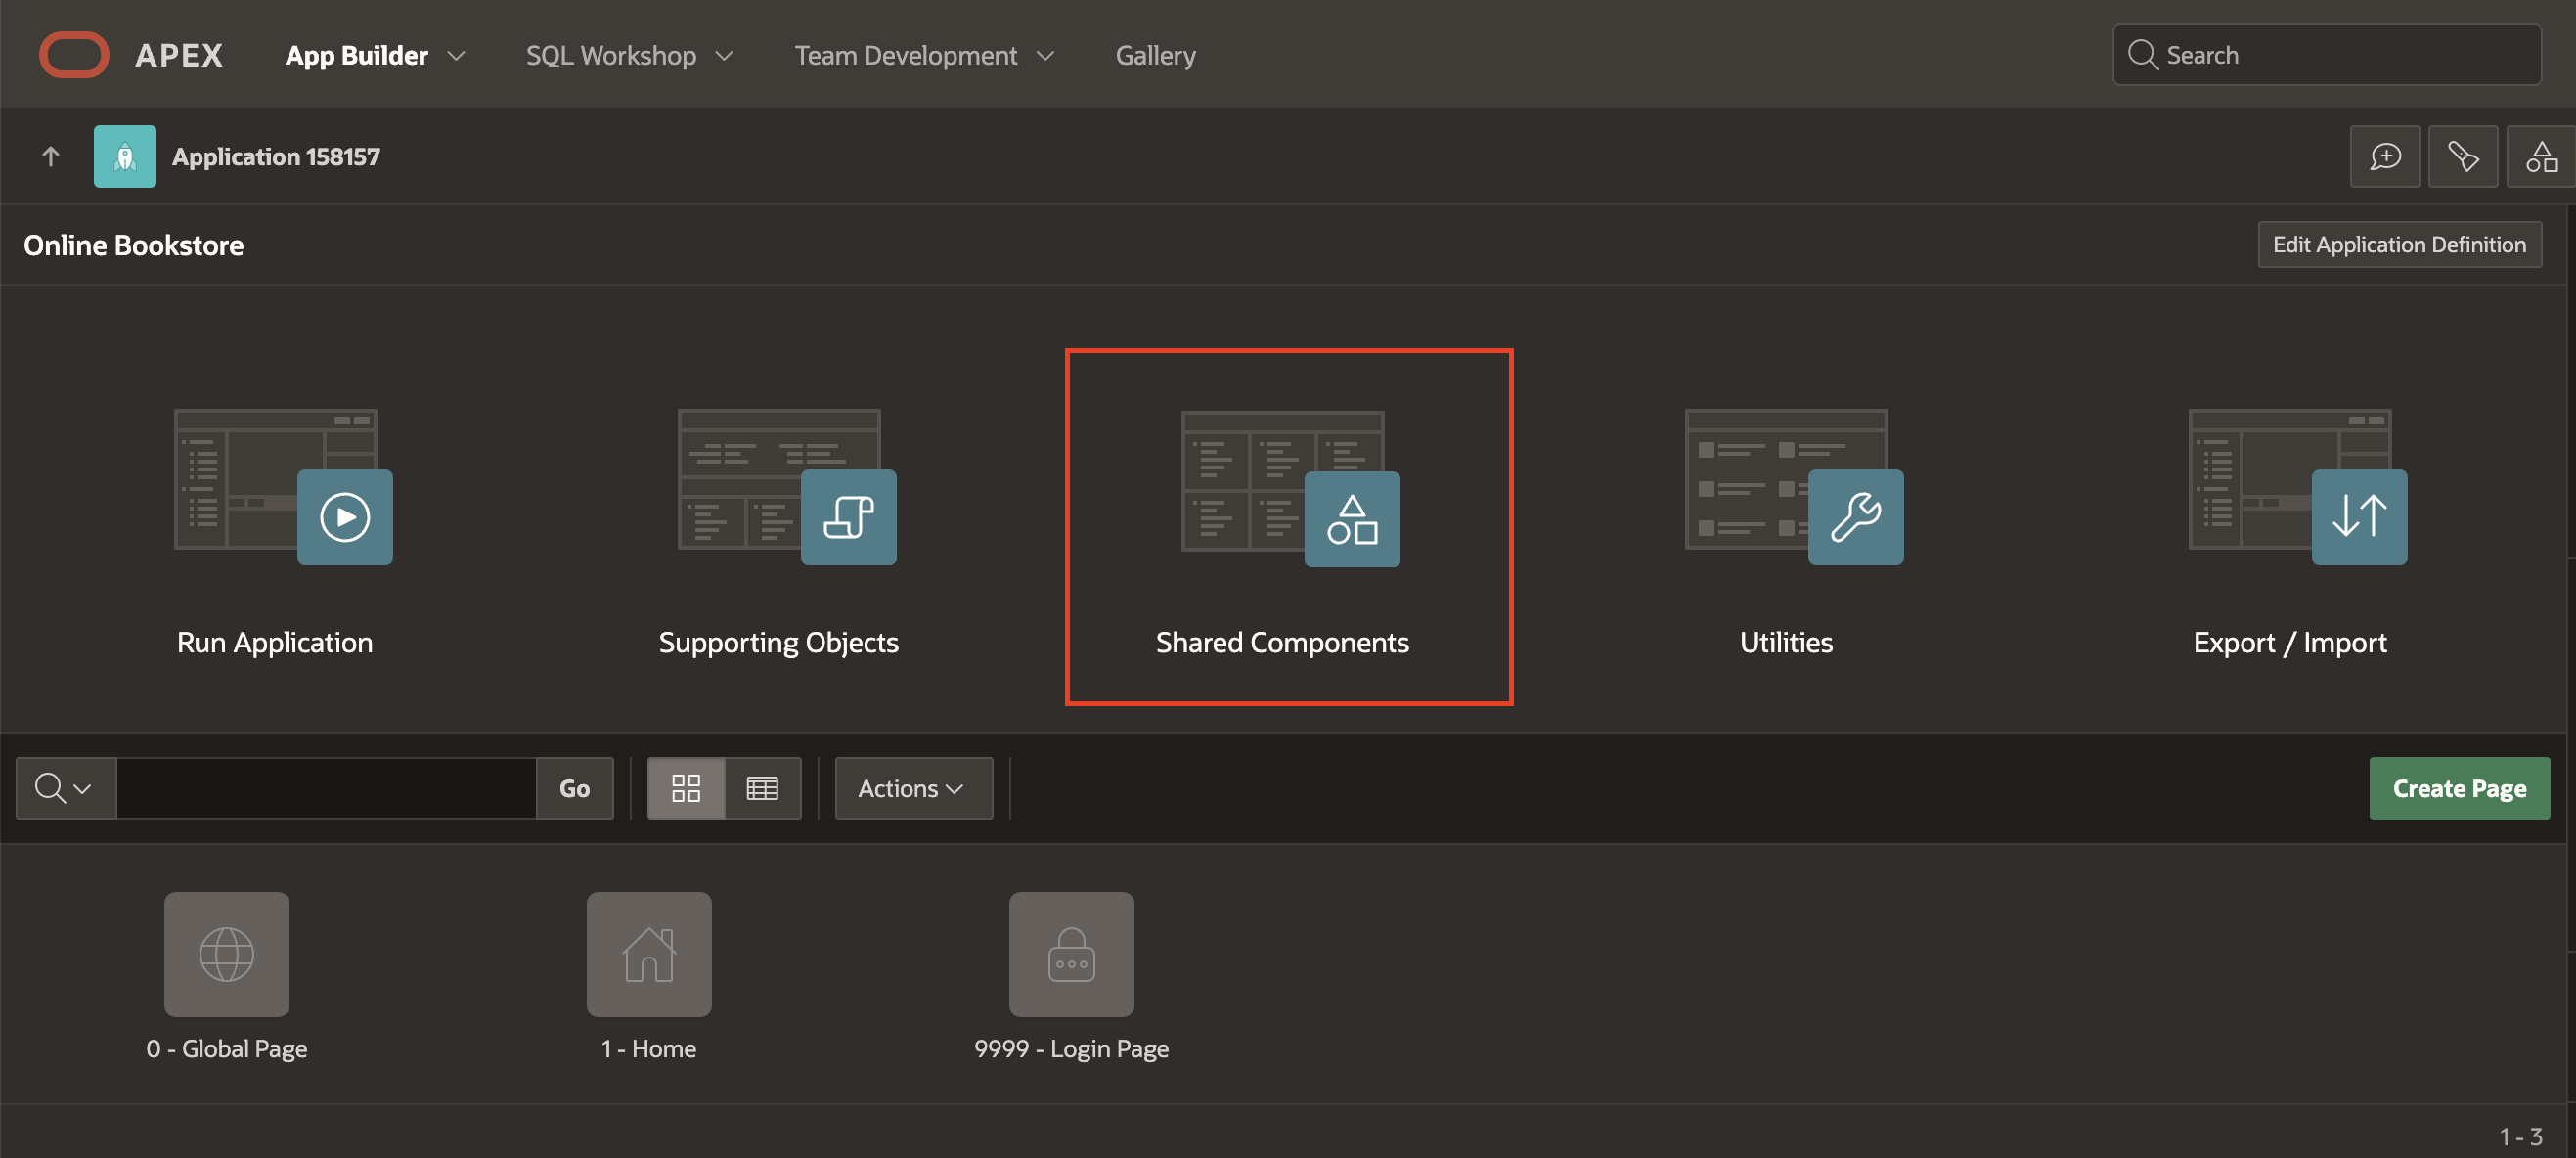 APEX App Builder SQL Workshop Team Development Gallery Search
Application 158157
Online Bookstore Edit Application Definition
Run Application Supporting Objects Shared Components Utilities Export / Import
Go Actions Create Page
0 - Global Page 1 - Home 9999 - Login Page
1 - 3